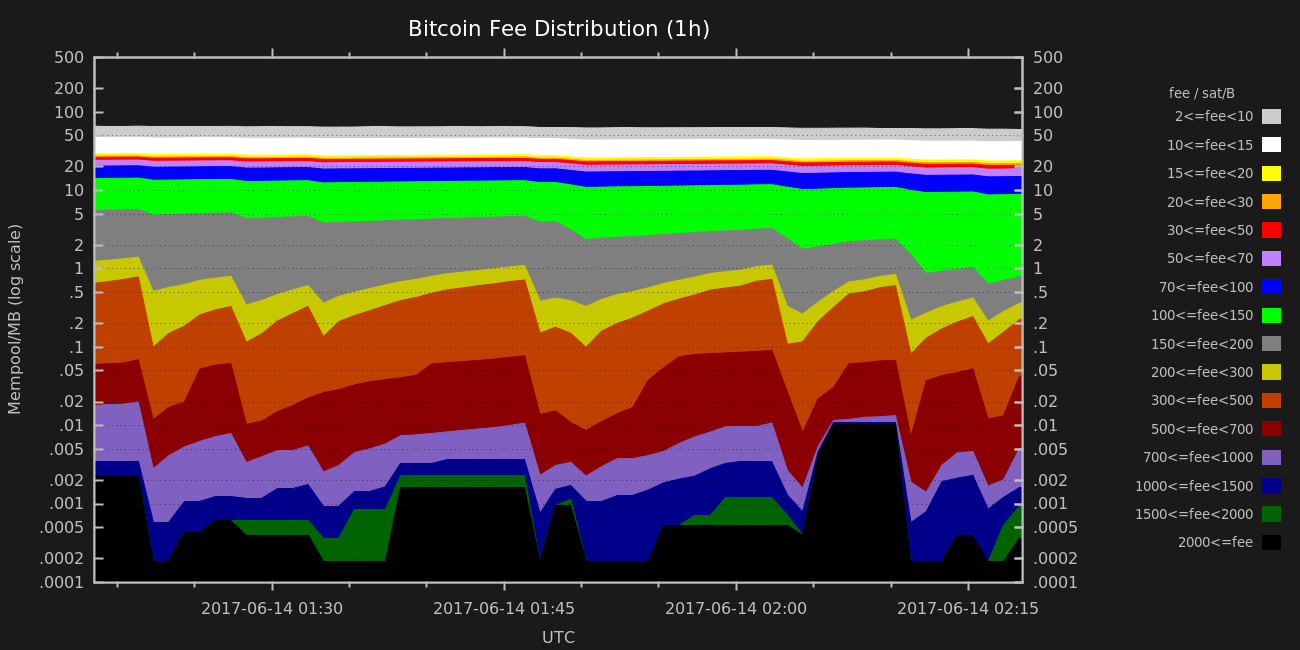 Bitcoin Fee Distribution (1h)
Mempool/MB (log scale)
500
200
100
50
20
10
5
2
1
.5
.2
.1
.05
.02
.01
.005
.002
.001
.0005
.0002
.0001
500
200
100
50
20
10
5
2
1
.5
.2
.1
.05
.02
.01
.005
.002
.001
.0005
.0002
.0001
2017-06-14 01:30
2017-06-14 01:45
2017-06-14 02:00
2017-06-14 02:15
UTC
fee / sat/B
2<=fee<10
10<=fee<15
15<=fee<20
20<=fee<30
30<=fee<50
50<=fee<70
70<=fee<100
100<=fee<150
150<=fee<200
200<=fee<300
300<=fee<500
500<=fee<700
700<=fee<1000
1000<=fee<1500
1500<=fee<2000
2000<=fee